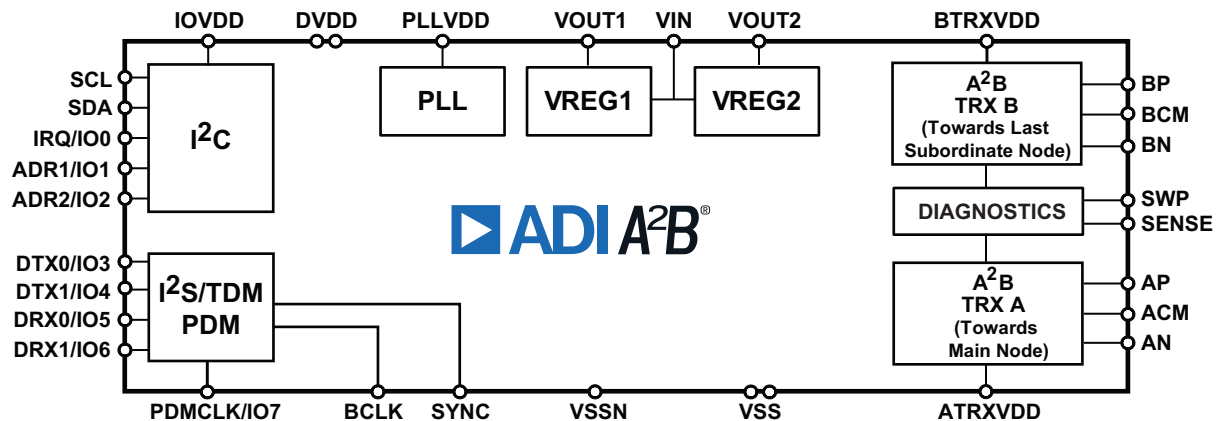 IOVDD DVDD PLLVDD VOUT1 VIN VOUT2 BTRXVDD
SCL
SDA
IRQ/IO0
ADR1/IO1
ADR2/IO2
I²C
PLL
VREG1
VREG2
A²B
TRX B
(Towards Last
Subordinate Node)
BP
BCM
BN
DIAGNOSTICS
SWP
SENSE
ADI A²B®
DTX0/IO3
DTX1/IO4
DRX0/IO5
DRX1/IO6
I²S/TDM
PDM
A²B
TRX A
(Towards
Main Node)
AP
ACM
AN
PDMCLK/IO7 BCLK SYNC VSSN VSS ATRXVDD